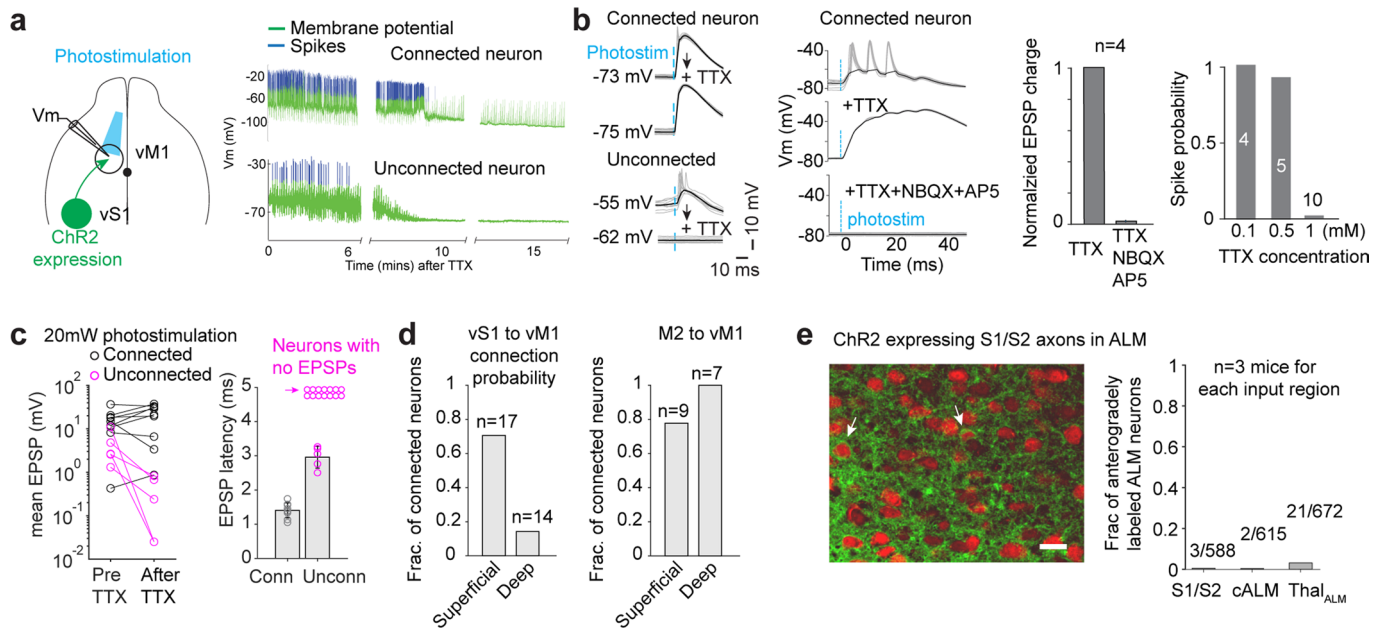 a
Photostimulation
Vm
vM1
vS1
ChR2
expression
Membrane potential
Spikes
Connected neuron
-20
-60
-100
Vm (mV)
Unconnected neuron
-30
-70
0 2 4 6 8 10 11 15
Time (mins) after TTX
b
Connected neuron
Photostim
-73 mV
+ TTX
-75 mV
Unconnected
-55 mV
+ TTX
-62 mV
10 mV
10 ms
Connected neuron
-40
-80
+TTX
-40
Vm (mV)
-80
+TTX+NBQX+AP5
photostim
-80
0 20 40
Time (ms)
Normalzied EPSP charge
n=4
1
0.5
0
TTX
TTX
NBQX
AP5
Spike probability
1
0.5
0
4
5
10
0.1 0.5 1 (mM)
TTX concentration
c
20mW photostimulation
Connected
Unconnected
mean EPSP (mV)
10²
10¹
10⁰
10⁻¹
10⁻²
Pre
TTX
After
TTX
Neurons with
no EPSPs
EPSP latency (ms)
5
4
3
2
1
0
Conn Unconn
d
vS1 to vM1
connection
probability
Frac. of connected neurons
1
0.8
0.6
0.4
0.2
0
n=17
n=14
Superficial
Deep
M2 to vM1
Frac. of connected neurons
1
0.8
0.6
0.4
0.2
0
n=9
n=7
Superficial
Deep
e
ChR2 expressing S1/S2 axons in ALM
Frac of anterogradely
labeled ALM neurons
n=3 mice for
each input region
1
0.8
0.6
0.4
0.2
0
3/588
2/615
21/672
S1/S2 cALM ThalALM